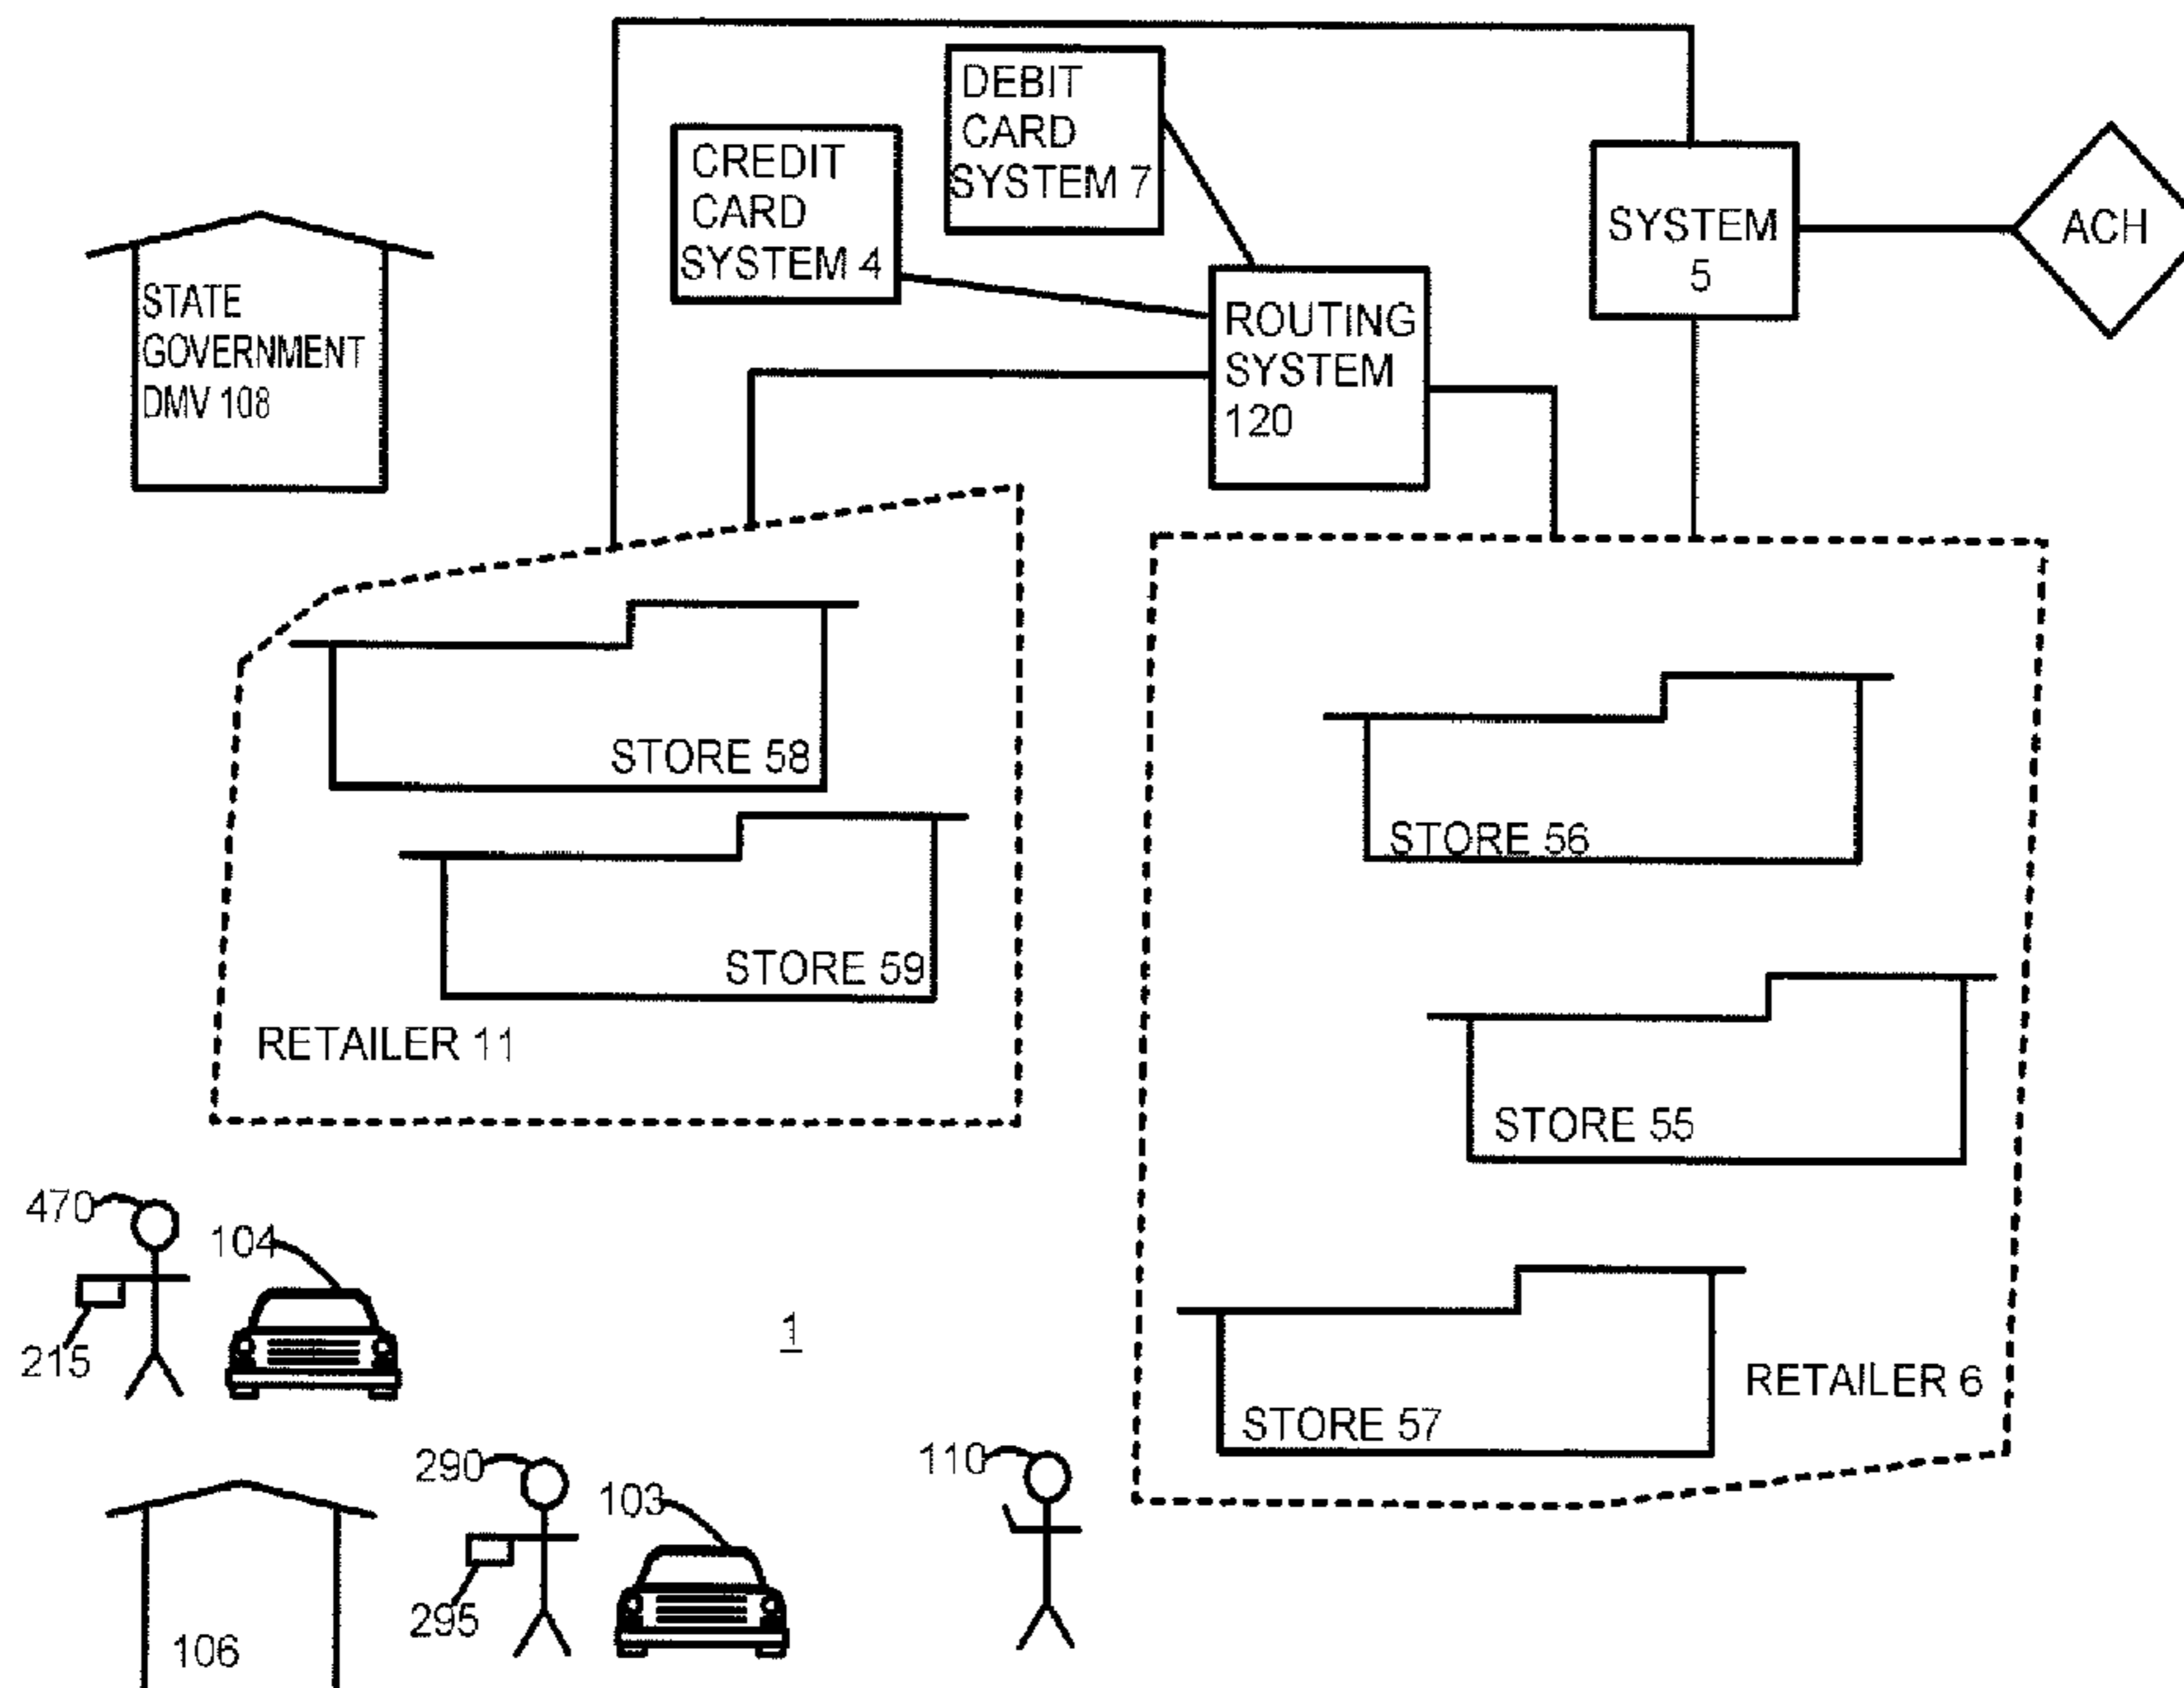 DEBIT
CARD
SYSTEM 7
CREDIT
CARD
SYSTEM 4
SYSTEM
5
ACH
STATE
GOVERNMENT
DMV 108
ROUTING
SYSTEM
120
STORE 58
STORE 59
RETAILER 11
STORE 56
STORE 55
STORE 57
RETAILER 6
470
104
215
1
290
103
110
295
106